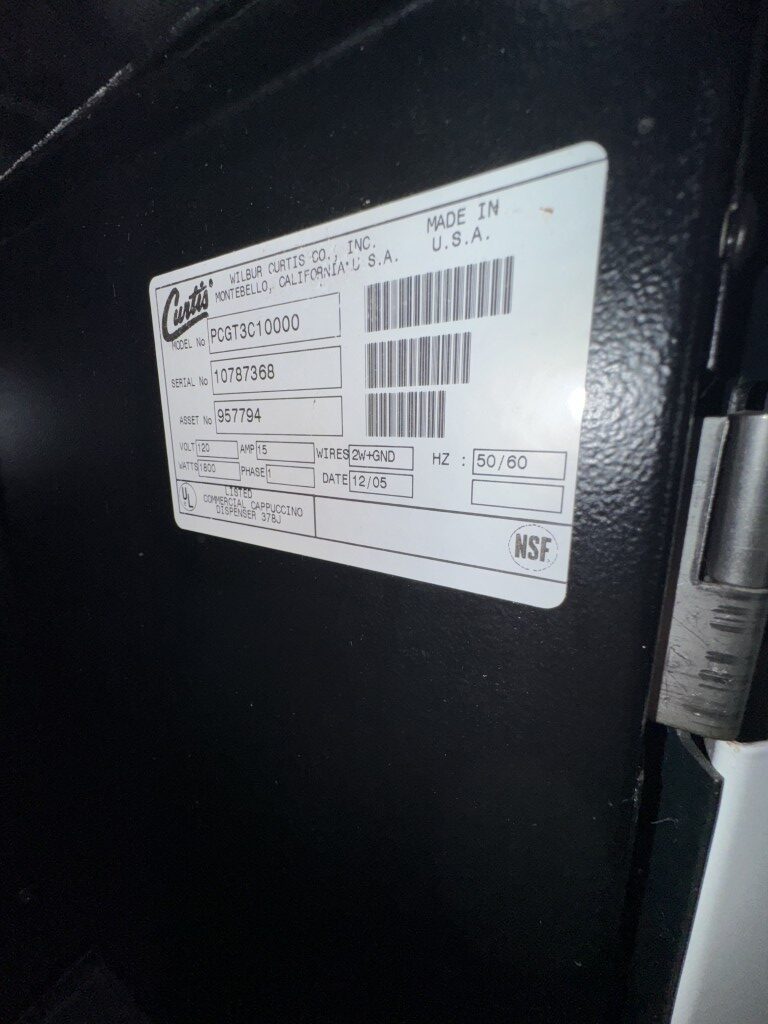 Curtis
WILBUR CURTIS CO., INC.
MONTEBELLO, CALIFORNIA U.S.A.
MADE IN
U.S.A.
MODEL No PCGT3C10000
SERIAL No 10787368
ASSET No 957794
VOLT 120 AMP 15 WIRES 2W+GND HZ : 50/60
WATTS 1800 PHASE 1 DATE 12/05
UL
LISTED
COMMERCIAL CAPPUCCINO
DISPENSER 37BJ
NSF